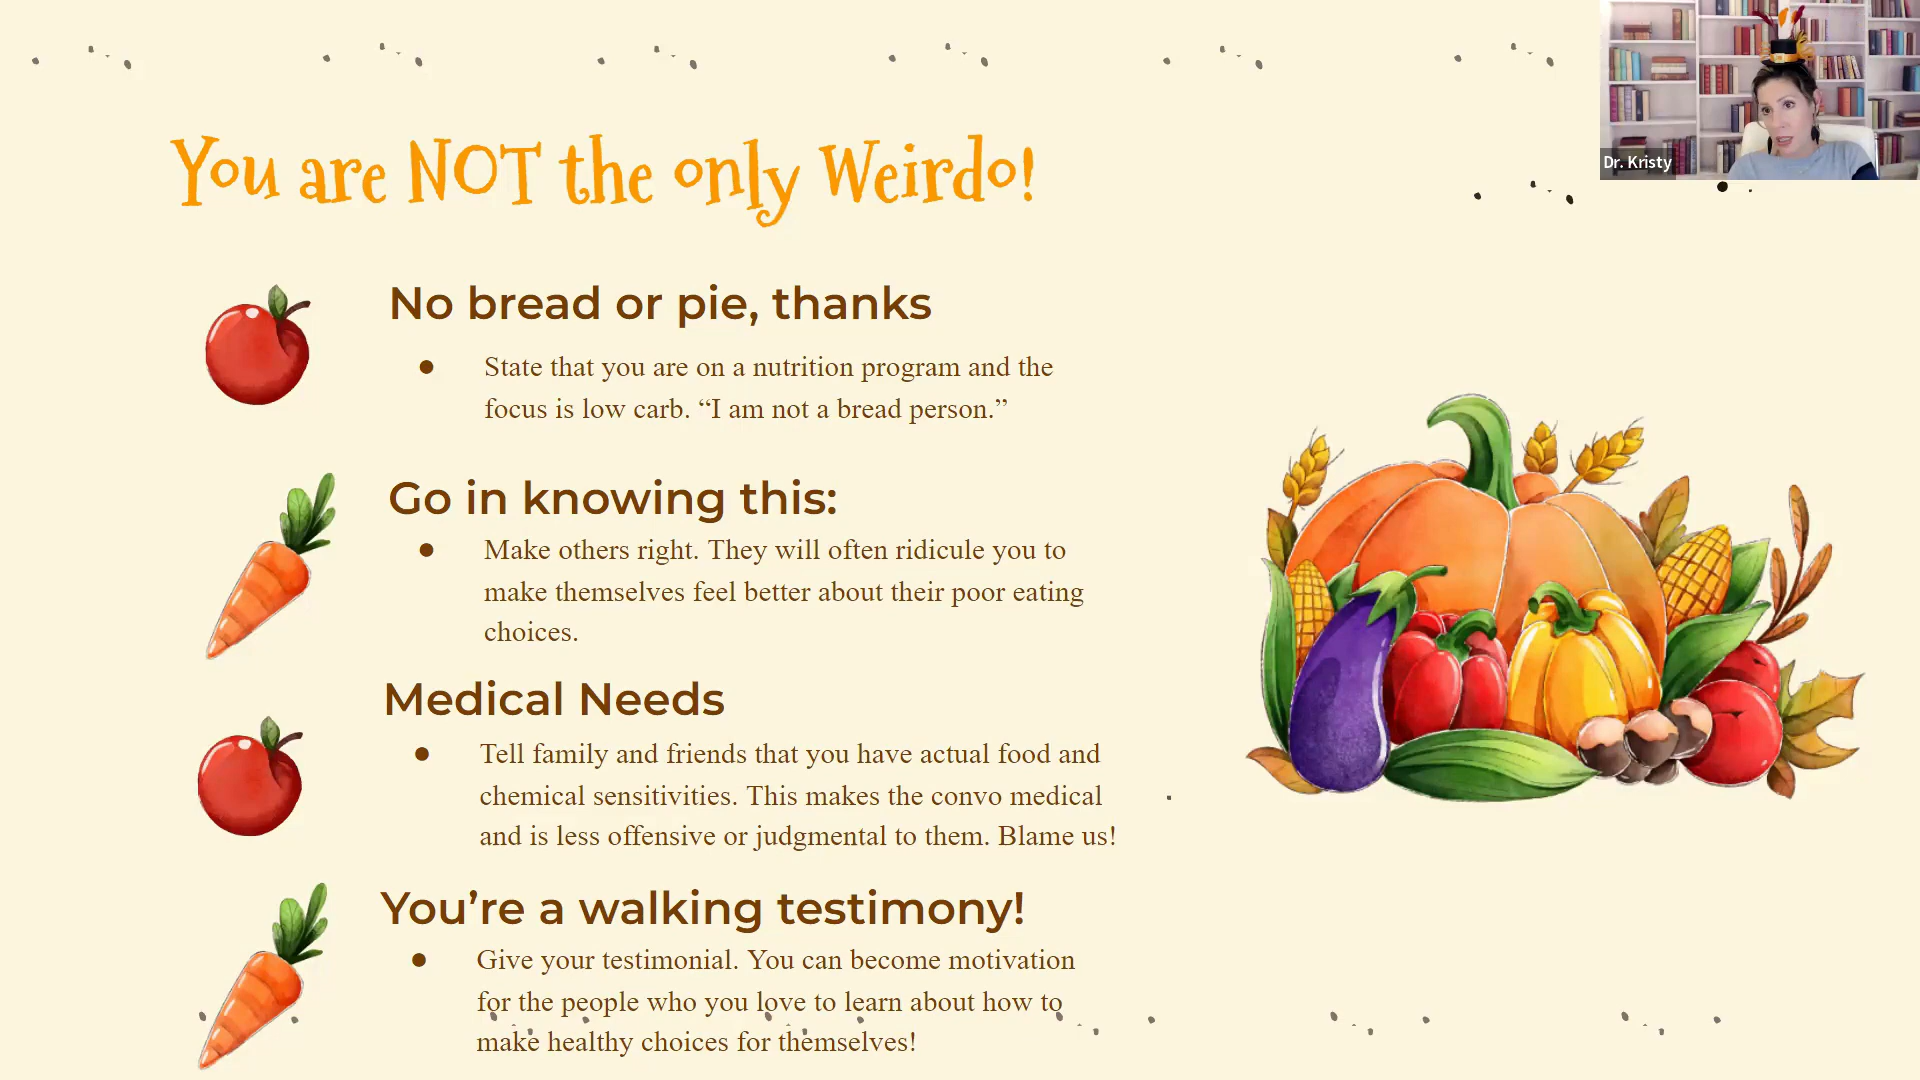 You are NOT the only Weirdo!
Dr. Kristy
No bread or pie, thanks
● State that you are on a nutrition program and the
focus is low carb. “I am not a bread person.”
Go in knowing this:
● Make others right. They will often ridicule you to
make themselves feel better about their poor eating
choices.
Medical Needs
● Tell family and friends that you have actual food and
chemical sensitivities. This makes the convo medical
and is less offensive or judgmental to them. Blame us!
You’re a walking testimony!
● Give your testimonial. You can become motivation
for the people who you love to learn about how to
make healthy choices for themselves!